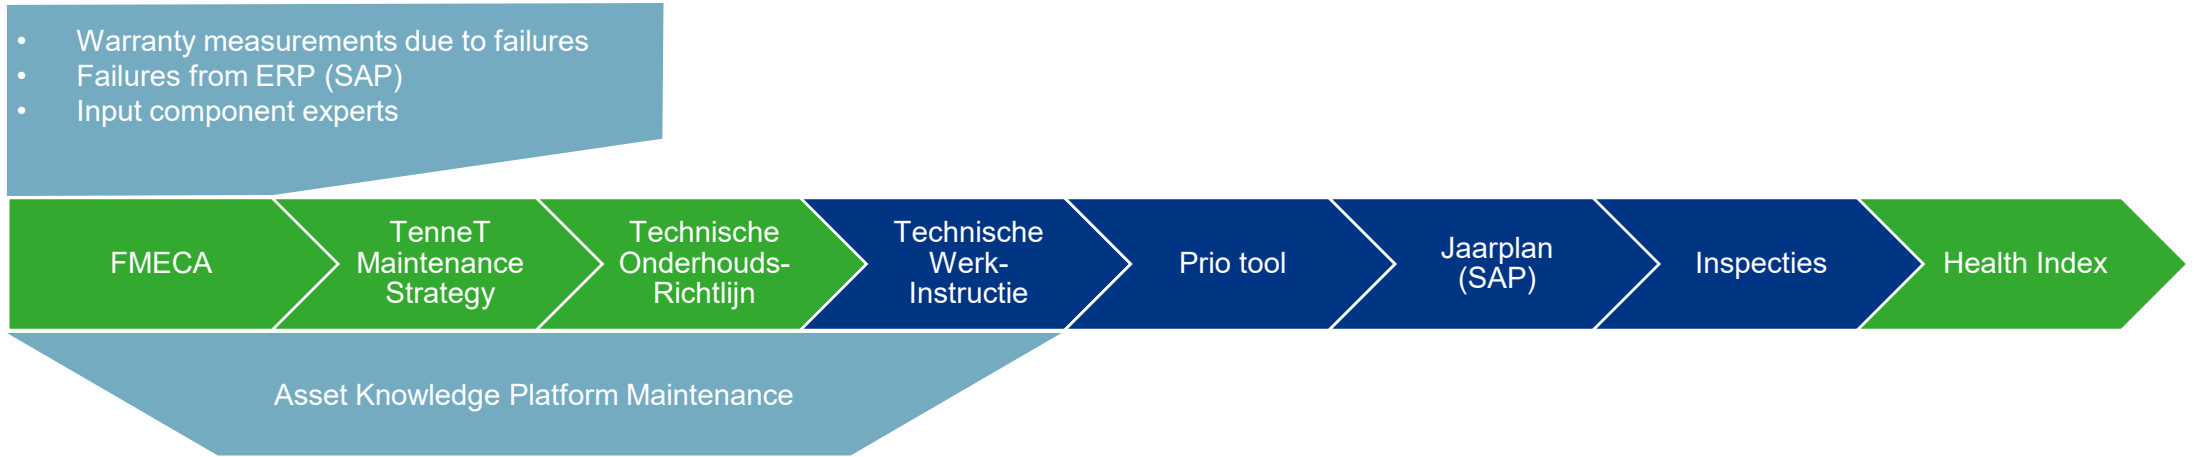 • Warranty measurements due to failures
• Failures from ERP (SAP)
• Input component experts
FMECA
TenneT
Maintenance
Strategy
Technische
Onderhouds-
Richtlijn
Technische
Werk-
Instructie
Prio tool
Jaarplan
(SAP)
Inspecties
Health Index
Asset Knowledge Platform Maintenance